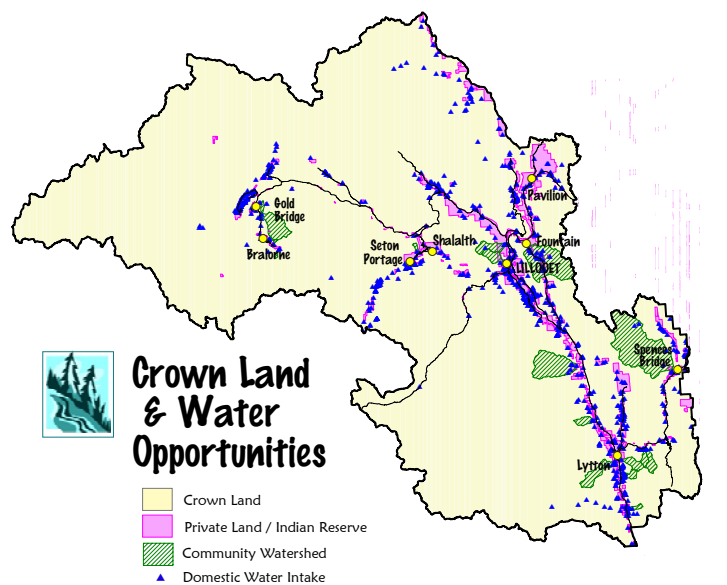 Pavilion
Gold
Bridge
Bralorne
Seton
Portage
Shalalth
Fountain
LILLOOET
Spences
Bridge
Lytton
Crown Land
& Water
Opportunities
Crown Land
Private Land / Indian Reserve
Community Watershed
Domestic Water Intake